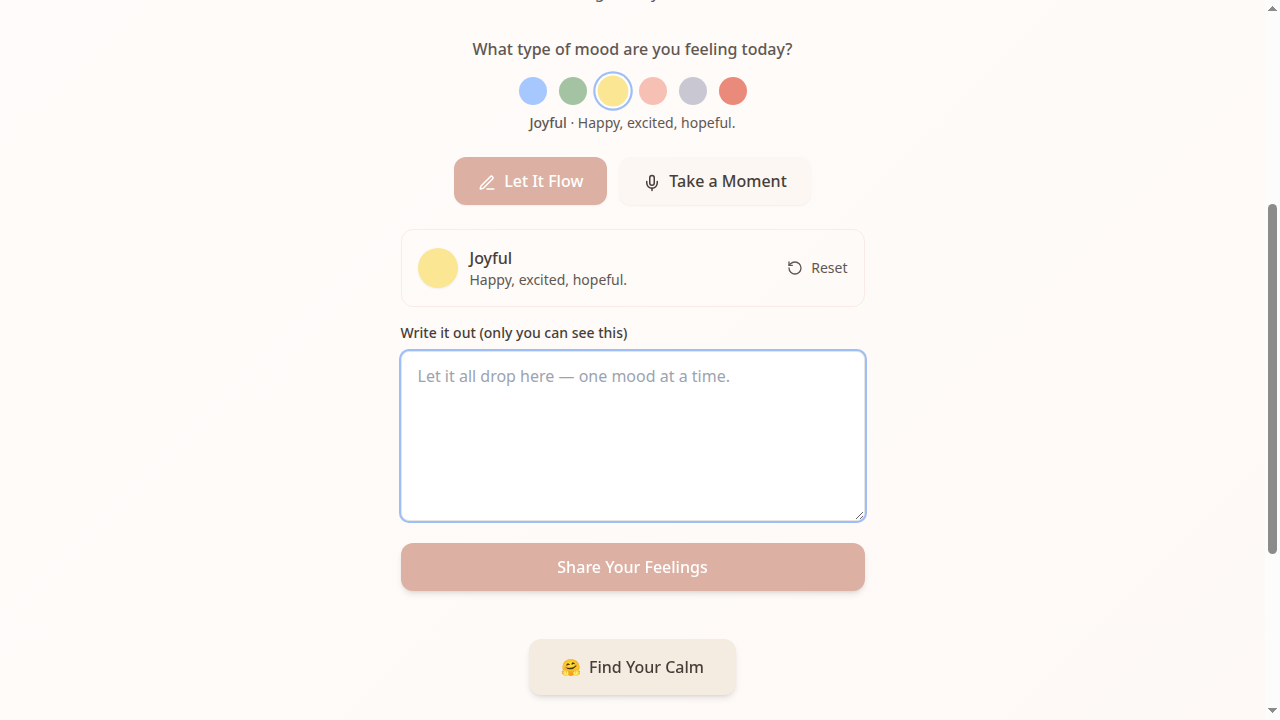 What type of mood are you feeling today?
Joyful · Happy, excited, hopeful.
Let It Flow
Take a Moment
Joyful
Happy, excited, hopeful.
Reset
Write it out (only you can see this)
Let it all drop here — one mood at a time.
Share Your Feelings
🤗 Find Your Calm